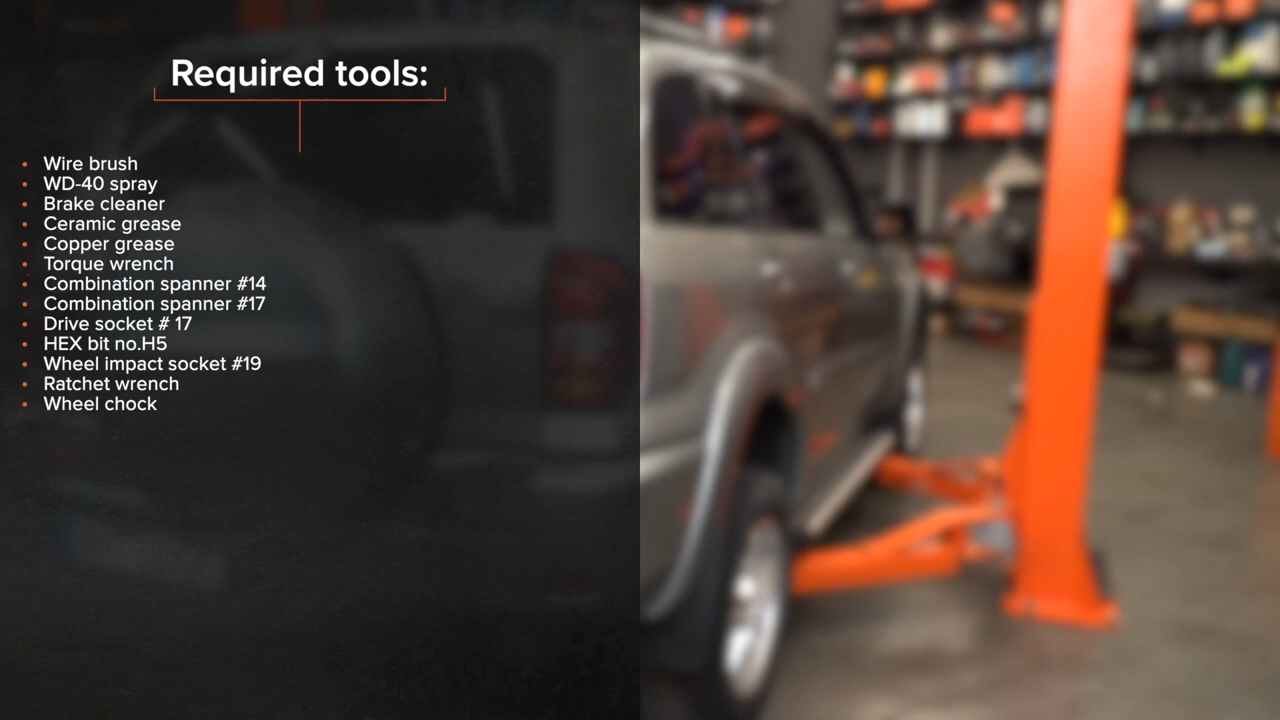 Required tools:
• Wire brush
• WD-40 spray
• Brake cleaner
• Ceramic grease
• Copper grease
• Torque wrench
• Combination spanner #14
• Combination spanner #17
• Drive socket # 17
• HEX bit no.H5
• Wheel impact socket #19
• Ratchet wrench
• Wheel chock